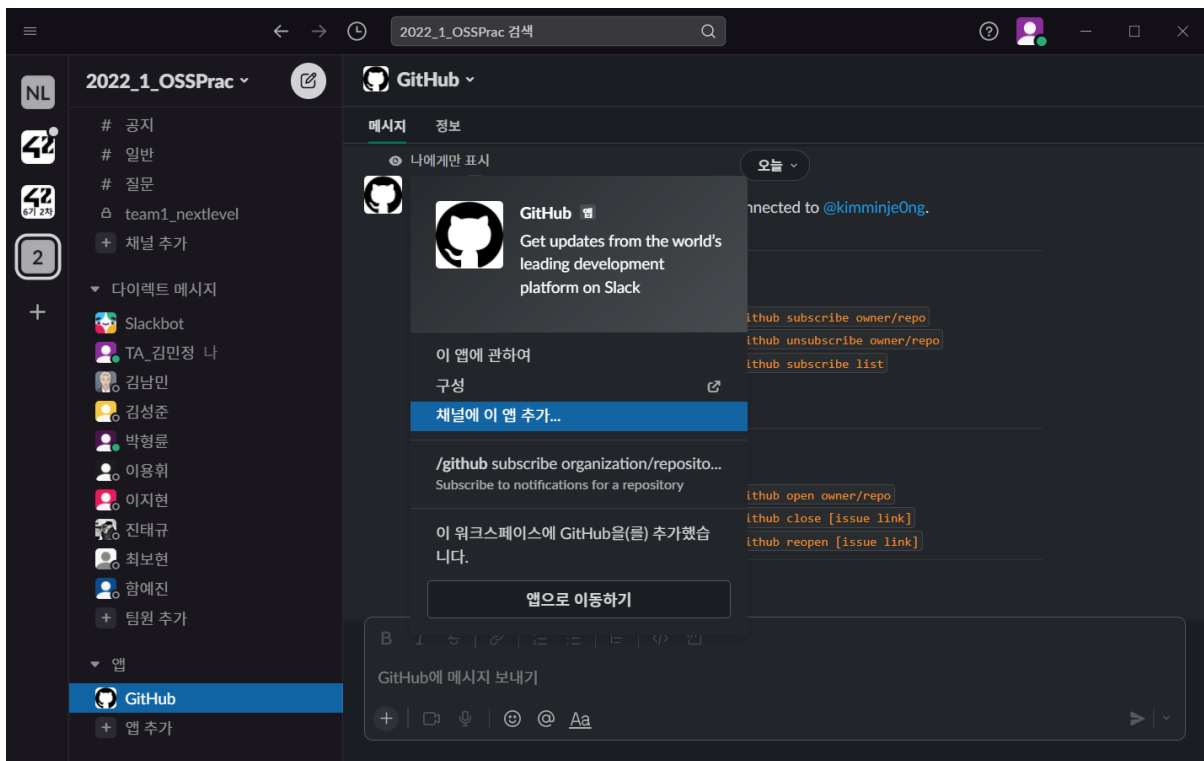 2022_1_OSSPrac 검색
NL
2022_1_OSSPrac
GitHub
# 공지
# 일반
# 질문
team1_nextlevel
+ 채널 추가
42
42
6기 2차
2
+
다이렉트 메시지
Slackbot
TA_김민정 나
김남민
김성준
박형륜
이용휘
이지현
진태규
최보현
함예진
+ 팀원 추가
앱
GitHub
+ 앱 추가
메시지 정보
나에게만 표시
오늘
nnected to @kimminje0ng.
GitHub 앱
Get updates from the world's
leading development
platform on Slack
이 앱에 관하여
구성
채널에 이 앱 추가...
/github subscribe organization/reposito...
Subscribe to notifications for a repository
이 워크스페이스에 GitHub을(를) 추가했습
니다.
앱으로 이동하기
ithub subscribe owner/repo
ithub unsubscribe owner/repo
ithub subscribe list
ithub open owner/repo
ithub close [issue link]
ithub reopen [issue link]
B I S
GitHub에 메시지 보내기
+ @ Aa